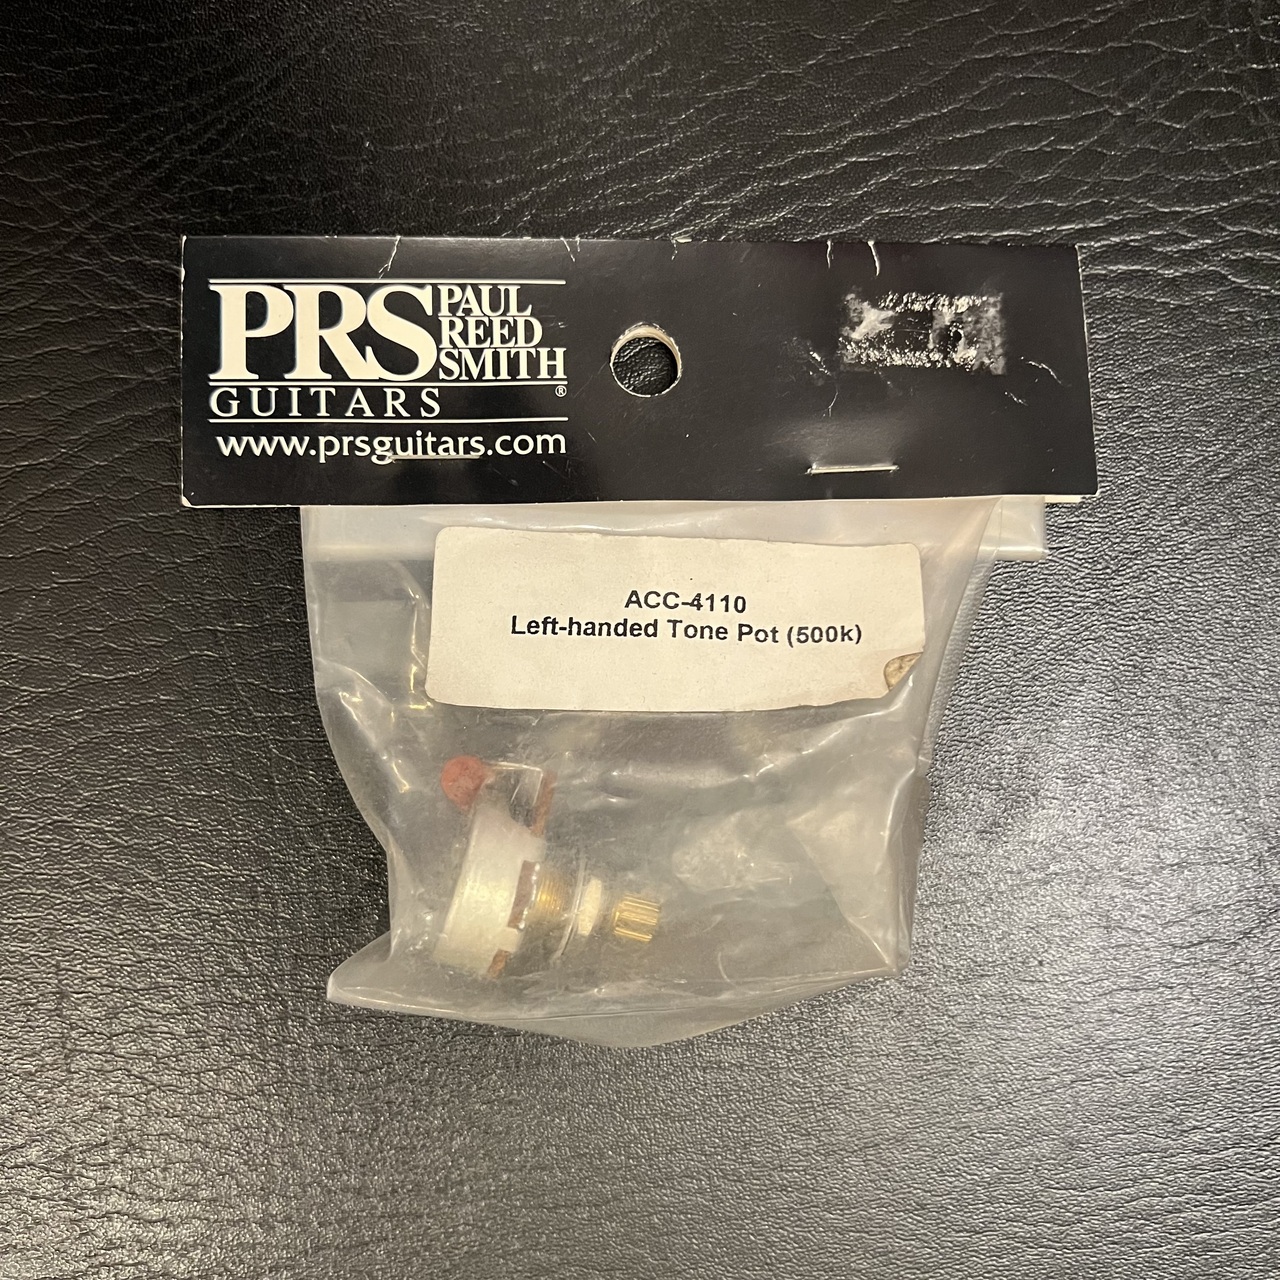 PRS PAUL
REED
SMITH
GUITARS ®
www.prsguitars.com
ACC-4110
Left-handed Tone Pot (500k)